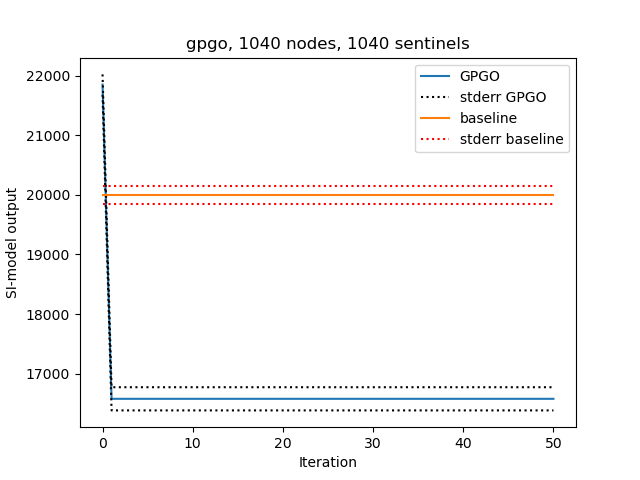 gpgo, 1040 nodes, 1040 sentinels
GPGO
stderr GPGO
baseline
stderr baseline
SI-model output
22000
21000
20000
19000
18000
17000
0 10 20 30 40 50
Iteration